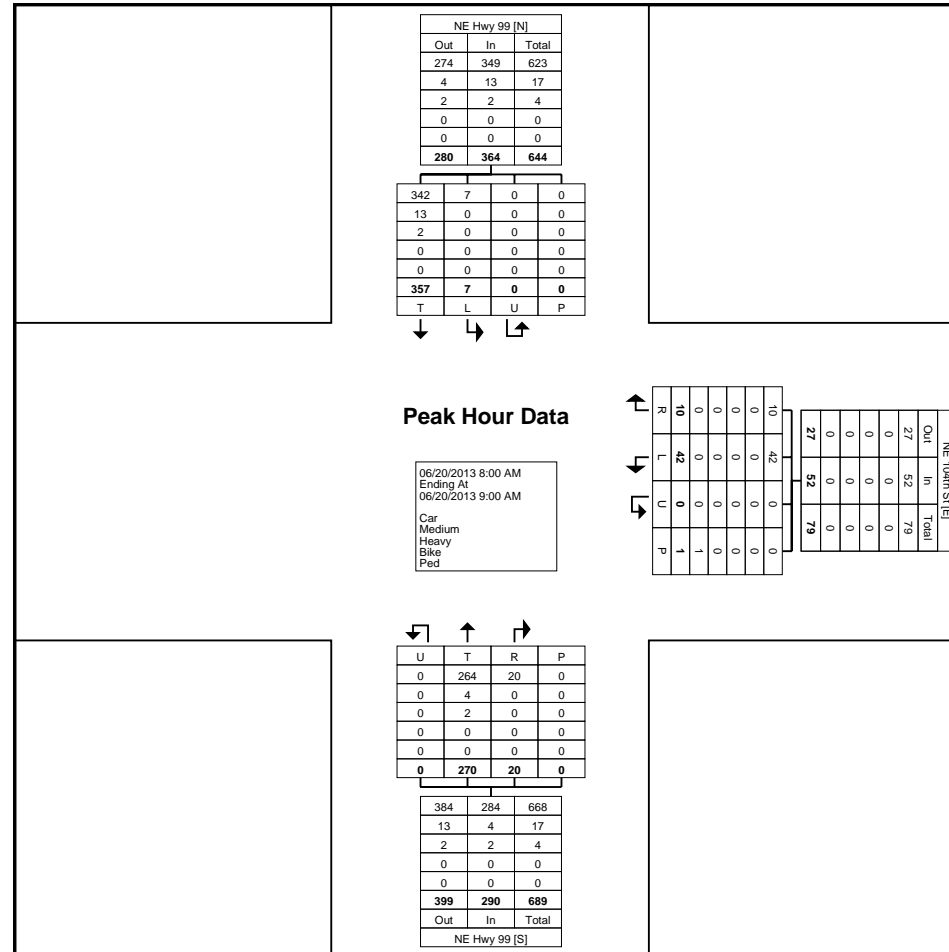 NE Hwy 99 [N]
Out In Total
274 349 623
4 13 17
2 2 4
0 0 0
0 0 0
280 364 644
342 7 0 0
13 0 0 0
2 0 0 0
0 0 0 0
0 0 0 0
357 7 0 0
T L U P
NE 104th St [E]
Out In Total
27 52 79
0 0 0
0 0 0
0 0 0
0 0 0
27 52 79
10 42 0 0
0 0 0 0
0 0 0 0
0 0 0 0
0 0 0 1
10 42 0 1
R L U P
Peak Hour Data
06/20/2013 8:00 AM
Ending At
06/20/2013 9:00 AM
Car
Medium
Heavy
Bike
Ped
U T R P
0 264 20 0
0 4 0 0
0 2 0 0
0 0 0 0
0 0 0 0
0 270 20 0
384 284 668
13 4 17
2 2 4
0 0 0
0 0 0
399 290 689
Out In Total
NE Hwy 99 [S]